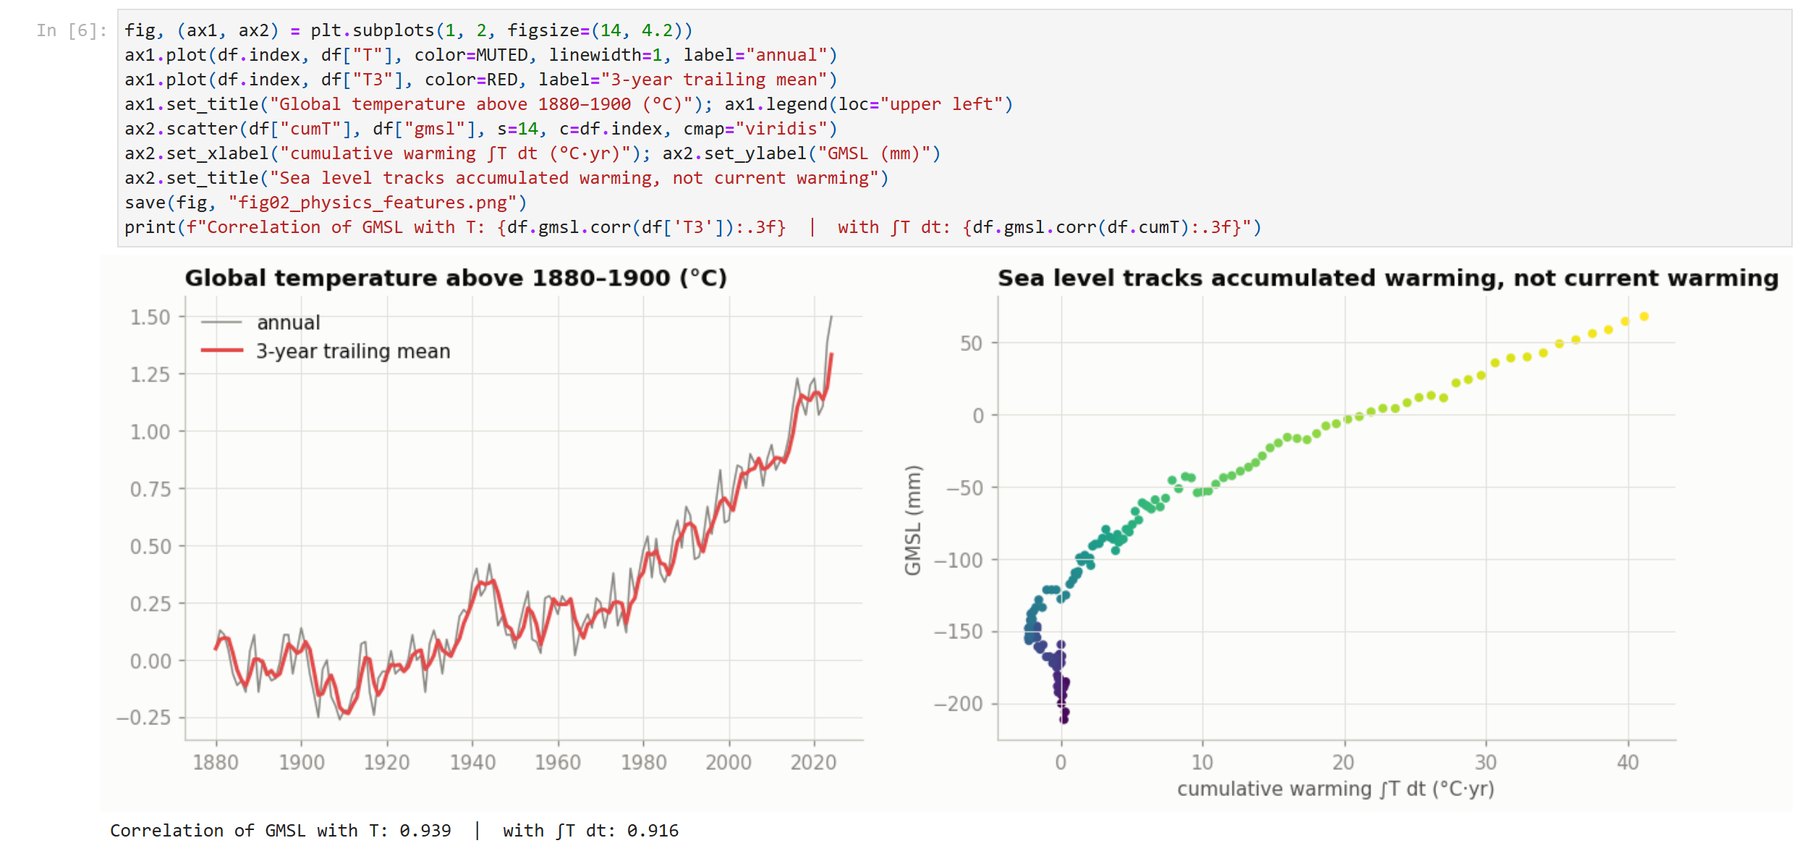 In [6]:
fig, (ax1, ax2) = plt.subplots(1, 2, figsize=(14, 4.2))
ax1.plot(df.index, df["T"], color=MUTED, linewidth=1, label="annual")
ax1.plot(df.index, df["T3"], color=RED, label="3-year trailing mean")
ax1.set_title("Global temperature above 1880–1900 (°C)"); ax1.legend(loc="upper left")
ax2.scatter(df["cumT"], df["gmsl"], s=14, c=df.index, cmap="viridis")
ax2.set_xlabel("cumulative warming ∫T dt (°C·yr)"); ax2.set_ylabel("GMSL (mm)")
ax2.set_title("Sea level tracks accumulated warming, not current warming")
save(fig, "fig02_physics_features.png")
print(f"Correlation of GMSL with T: {df.gmsl.corr(df['T3']):.3f}  |  with ∫T dt: {df.gmsl.corr(df.cumT):.3f}")
Global temperature above 1880–1900 (°C)
annual
3-year trailing mean
1.50
1.25
1.00
0.75
0.50
0.25
0.00
−0.25
1880 1900 1920 1940 1960 1980 2000 2020
Sea level tracks accumulated warming, not current warming
GMSL (mm)
50
0
−50
−100
−150
−200
0 10 20 30 40
cumulative warming ∫T dt (°C·yr)
Correlation of GMSL with T: 0.939  |  with ∫T dt: 0.916